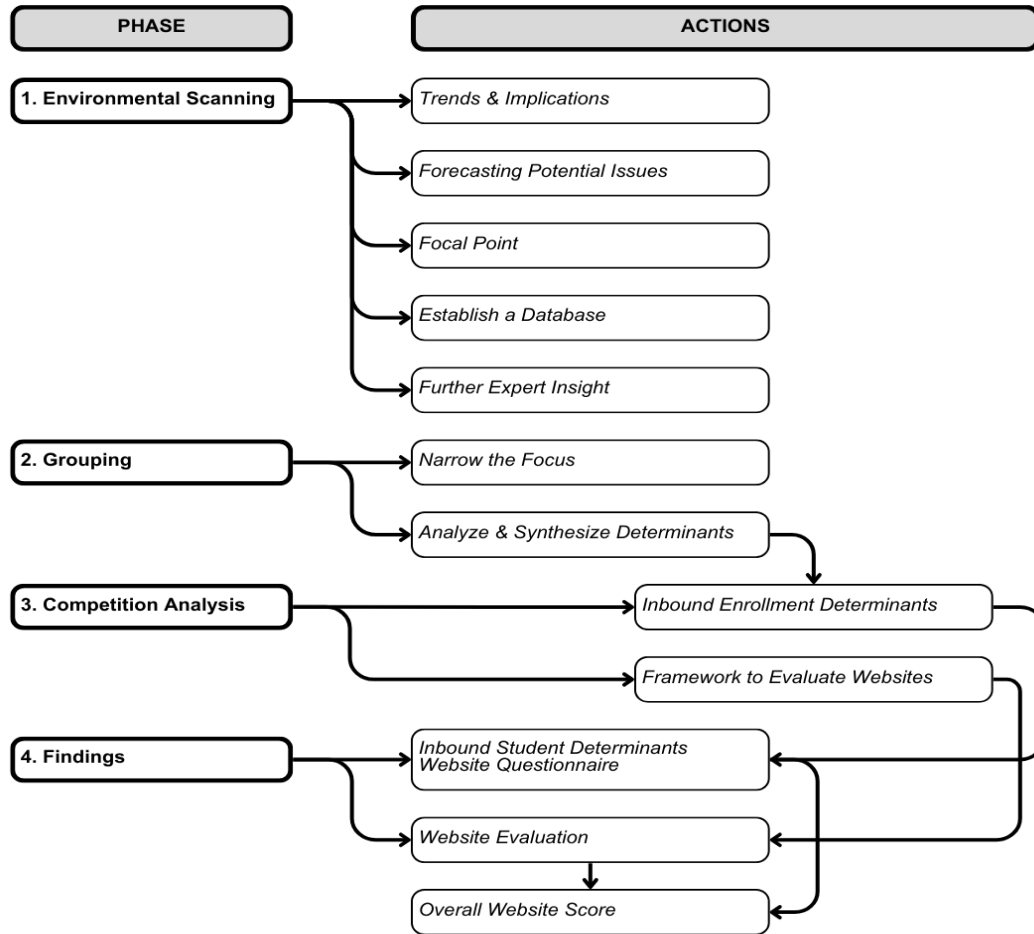 PHASE
ACTIONS
1. Environmental Scanning
Trends & Implications
Forecasting Potential Issues
Focal Point
Establish a Database
Further Expert Insight
2. Grouping
Narrow the Focus
Analyze & Synthesize Determinants
3. Competition Analysis
Inbound Enrollment Determinants
Framework to Evaluate Websites
4. Findings
Inbound Student Determinants
Website Questionnaire
Website Evaluation
Overall Website Score